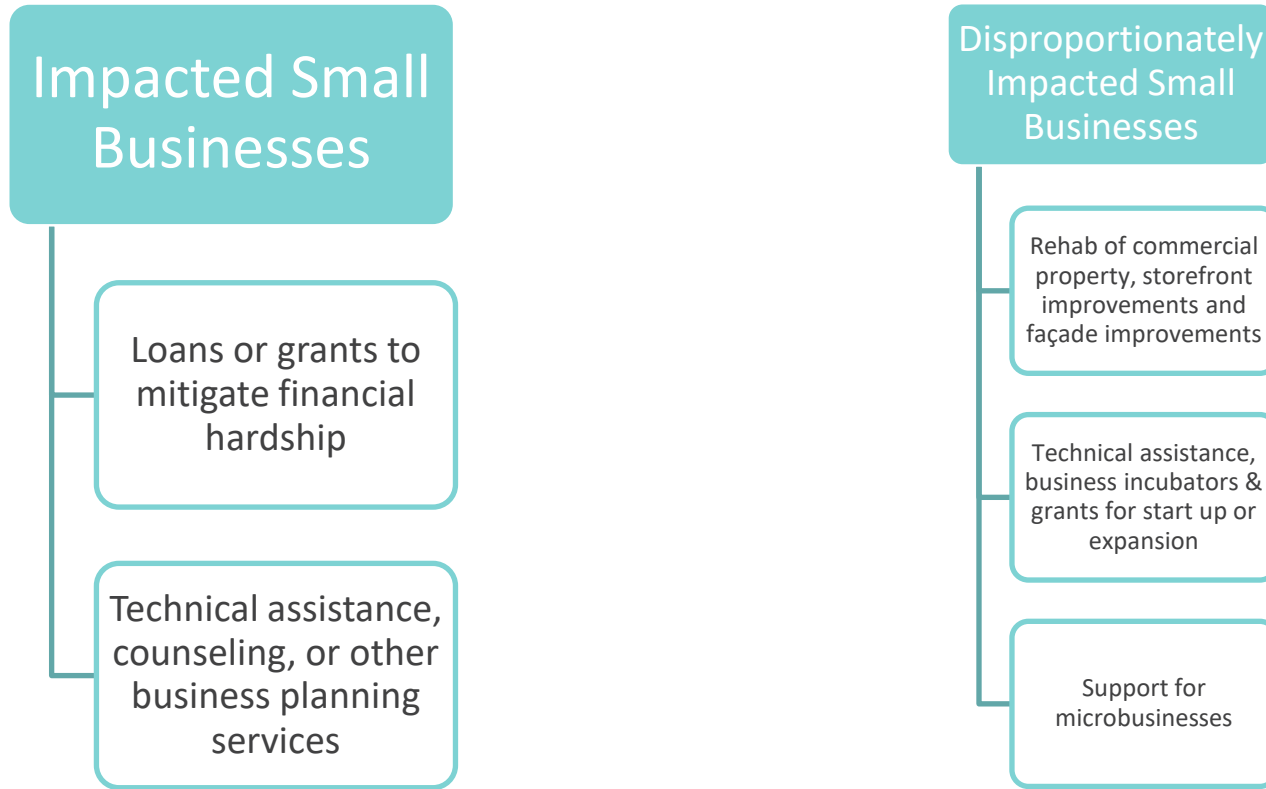 Impacted Small
Businesses
Loans or grants to
mitigate financial
hardship
Technical assistance,
counseling, or other
business planning
services
Disproportionately
Impacted Small
Businesses
Rehab of commercial
property, storefront
improvements and
façade improvements
Technical assistance,
business incubators &
grants for start up or
expansion
Support for
microbusinesses